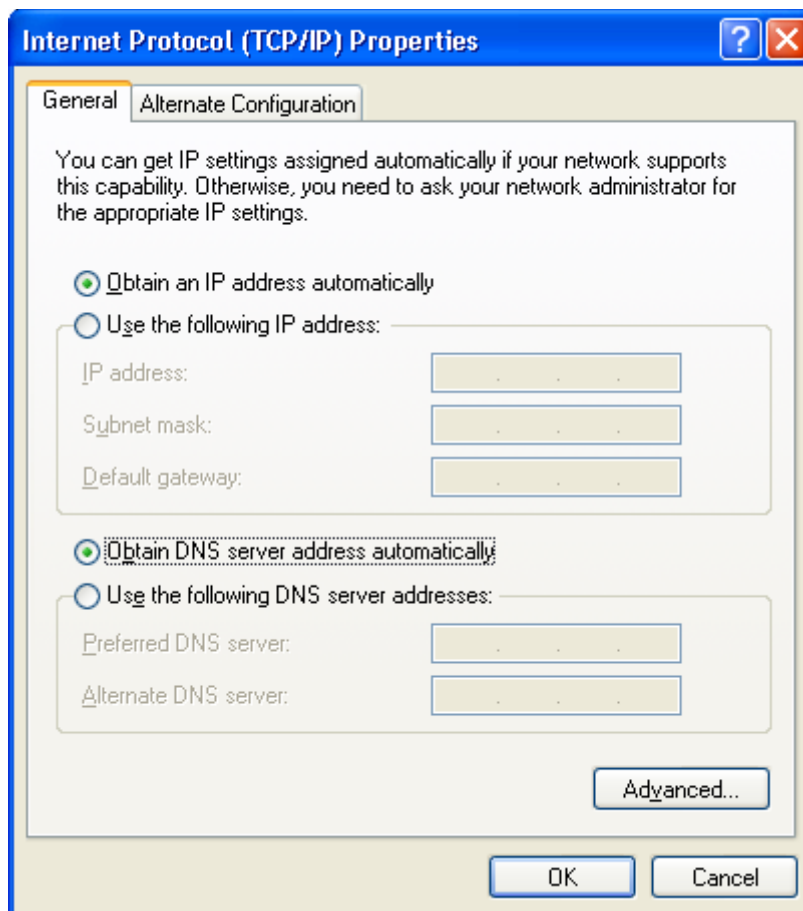 Internet Protocol (TCP/IP) Properties
General
Alternate Configuration
You can get IP settings assigned automatically if your network supports
this capability. Otherwise, you need to ask your network administrator for
the appropriate IP settings.
Obtain an IP address automatically
Use the following IP address:
IP address:
Subnet mask:
Default gateway:
Obtain DNS server address automatically
Use the following DNS server addresses:
Preferred DNS server:
Alternate DNS server:
Advanced...
OK
Cancel